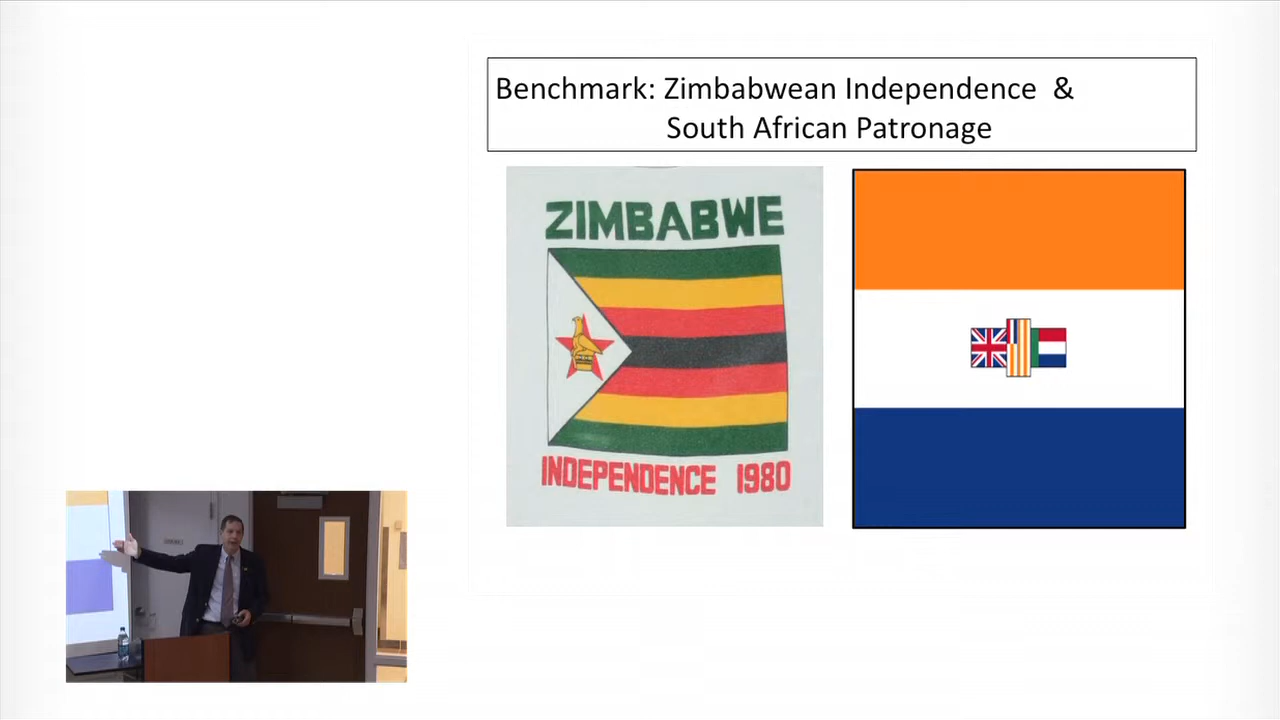 Benchmark: Zimbabwean Independence &
South African Patronage
ZIMBABWE
INDEPENDENCE 1980